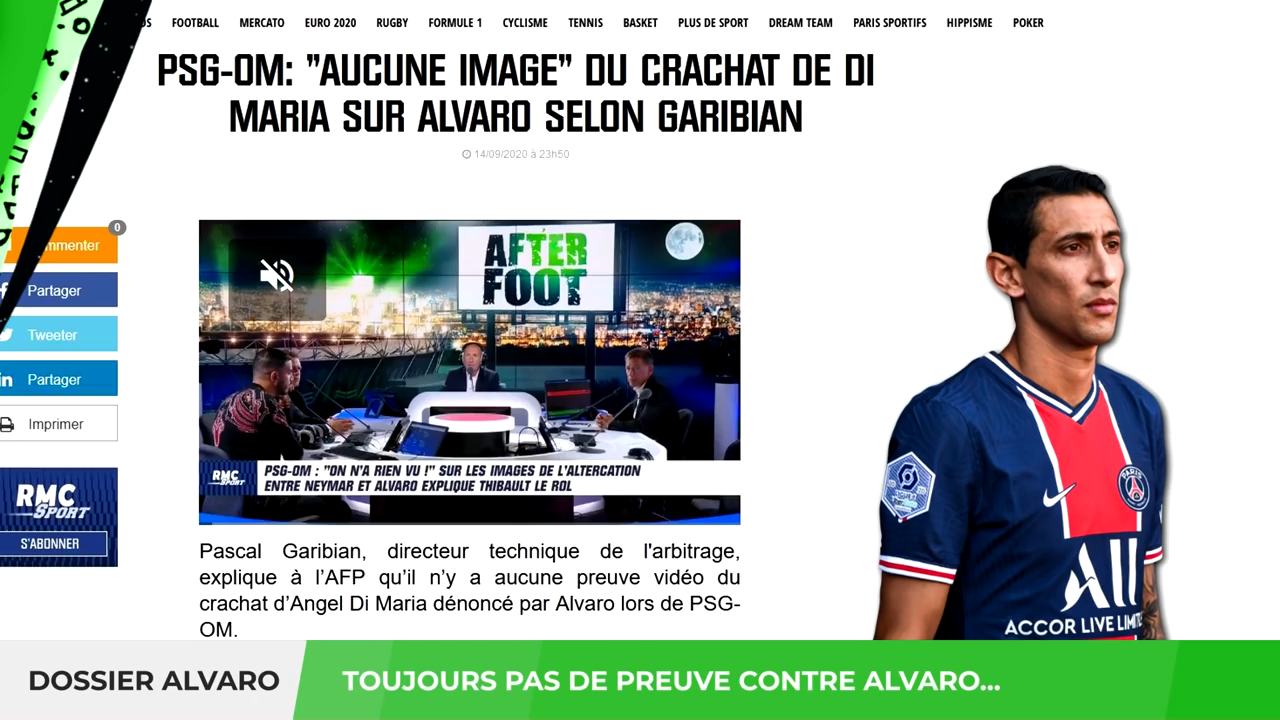 FOOTBALL MERCATO EURO 2020 RUGBY FORMULE 1 CYCLISME TENNIS BASKET PLUS DE SPORT DREAM TEAM PARIS SPORTIFS HIPPISME POKER
PSG-OM: "AUCUNE IMAGE" DU CRACHAT DE DI
MARIA SUR ALVARO SELON GARIBIAN
14/09/2020 à 23h50
0
mmenter
Partager
Tweeter
Partager
Imprimer
RMC
SPORT
S'ABONNER
AFTER
FOOT
RMC
SPORT
PSG-OM : "ON N'A RIEN VU !" SUR LES IMAGES DE L'ALTERCATION
ENTRE NEYMAR ET ALVARO EXPLIQUE THIBAULT LE ROL
Pascal Garibian, directeur technique de l'arbitrage,
explique à l'AFP qu'il n'y a aucune preuve vidéo du
crachat d'Angel Di Maria dénoncé par Alvaro lors de PSG-
OM.
PARIS
ALL
ACCOR LIVE LIMIT
DOSSIER ALVARO
TOUJOURS PAS DE PREUVE CONTRE ALVARO...